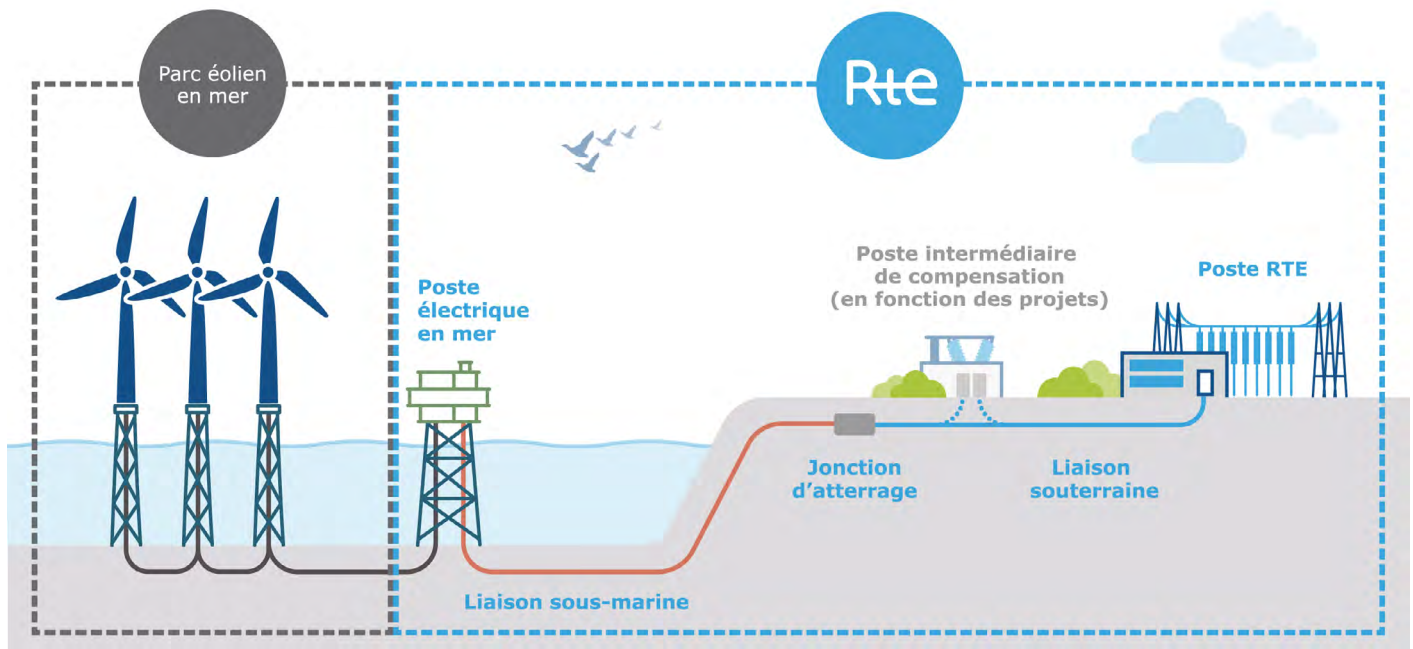 Parc éolien
en mer
Rte
Poste
électrique
en mer
Poste intermédiaire
de compensation
(en fonction des projets)
Poste RTE
Jonction
d’atterrage
Liaison
souterraine
Liaison sous-marine